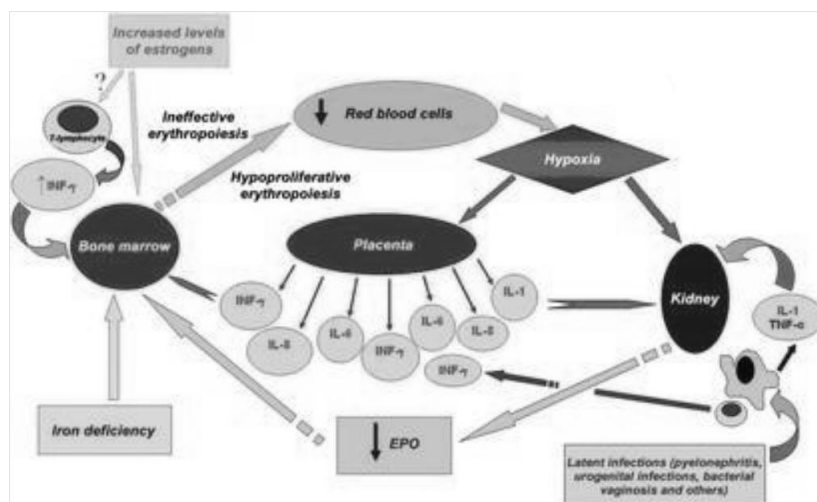 Increased levels
of estrogens
?
T-lymphocyte
↑INF-γ
Ineffective
erythropoiesis
Hypoproliferative
erythropoiesis
↓ Red blood cells
Hypoxia
Bone marrow
Placenta
Kidney
INF-γ
IL-8
IL-6
INF-γ
IL-6
IL-8
IL-1
INF-γ
IL-1
TNF-α
Iron deficiency
↓ EPO
Latent infections (pyelonephritis,
urogenital infections, bacterial
vaginosis and others)